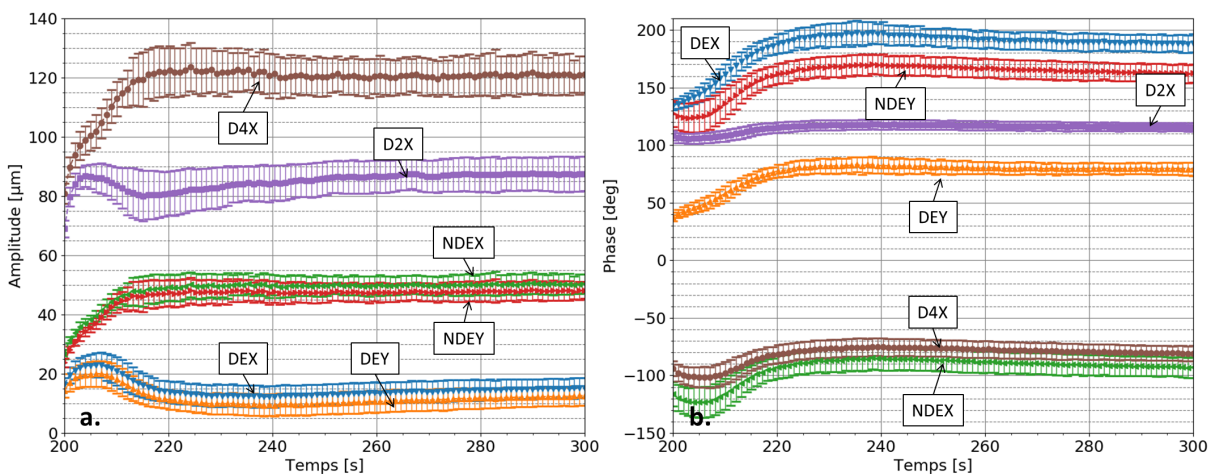 140
120
100
80
60
40
20
0
Amplitude [µm]
D4X
D2X
NDEX
NDEY
DEX
DEY
a.
200
220
240
260
280
300
Temps [s]
200
150
100
50
0
−50
−100
−150
Phase [deg]
DEX
NDEY
D2X
DEY
D4X
NDEX
b.
200
220
240
260
280
300
Temps [s]